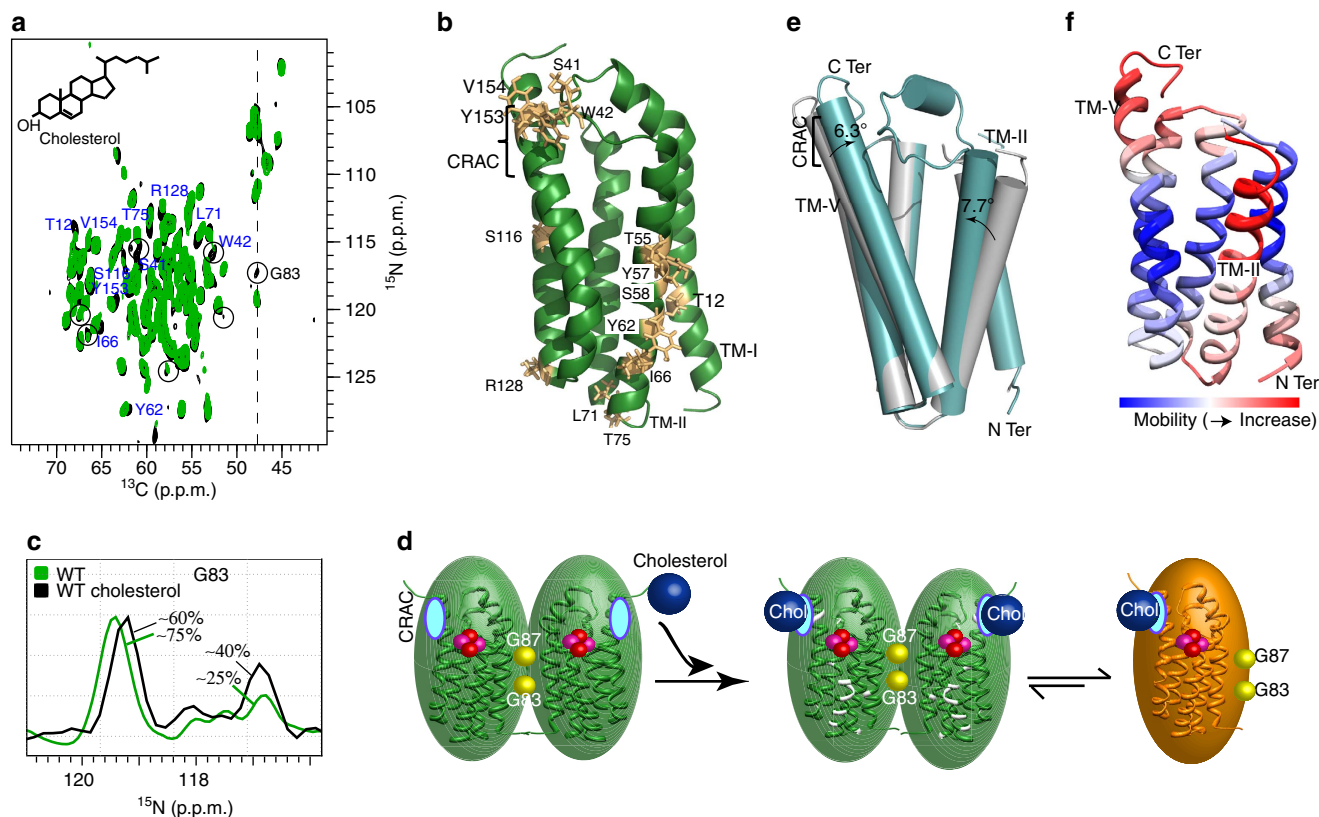 a
OH
Cholesterol
T12
V154
T75
R128
L71
W42
S41
S116
Y153
I66
Y62
G83
105
110
115
120
125
15N (p.p.m.)
70 65 60 55 50 45
13C (p.p.m.)
b
V154
S41
Y153
W42
CRAC
S116
T55
Y57
S58
T12
Y62
TM-I
R128
I66
L71
TM-II
T75
e
C Ter
CRAC
6.3°
TM-II
TM-V
7.7°
N Ter
f
C Ter
TM-V
TM-II
N Ter
Mobility (→ Increase)
c
WT
G83
WT cholesterol
~60%
~75%
~40%
~25%
120 118
15N (p.p.m.)
d
CRAC
Cholesterol
G87
G83
Chol
Chol
G87
G83
Chol
G87
G83